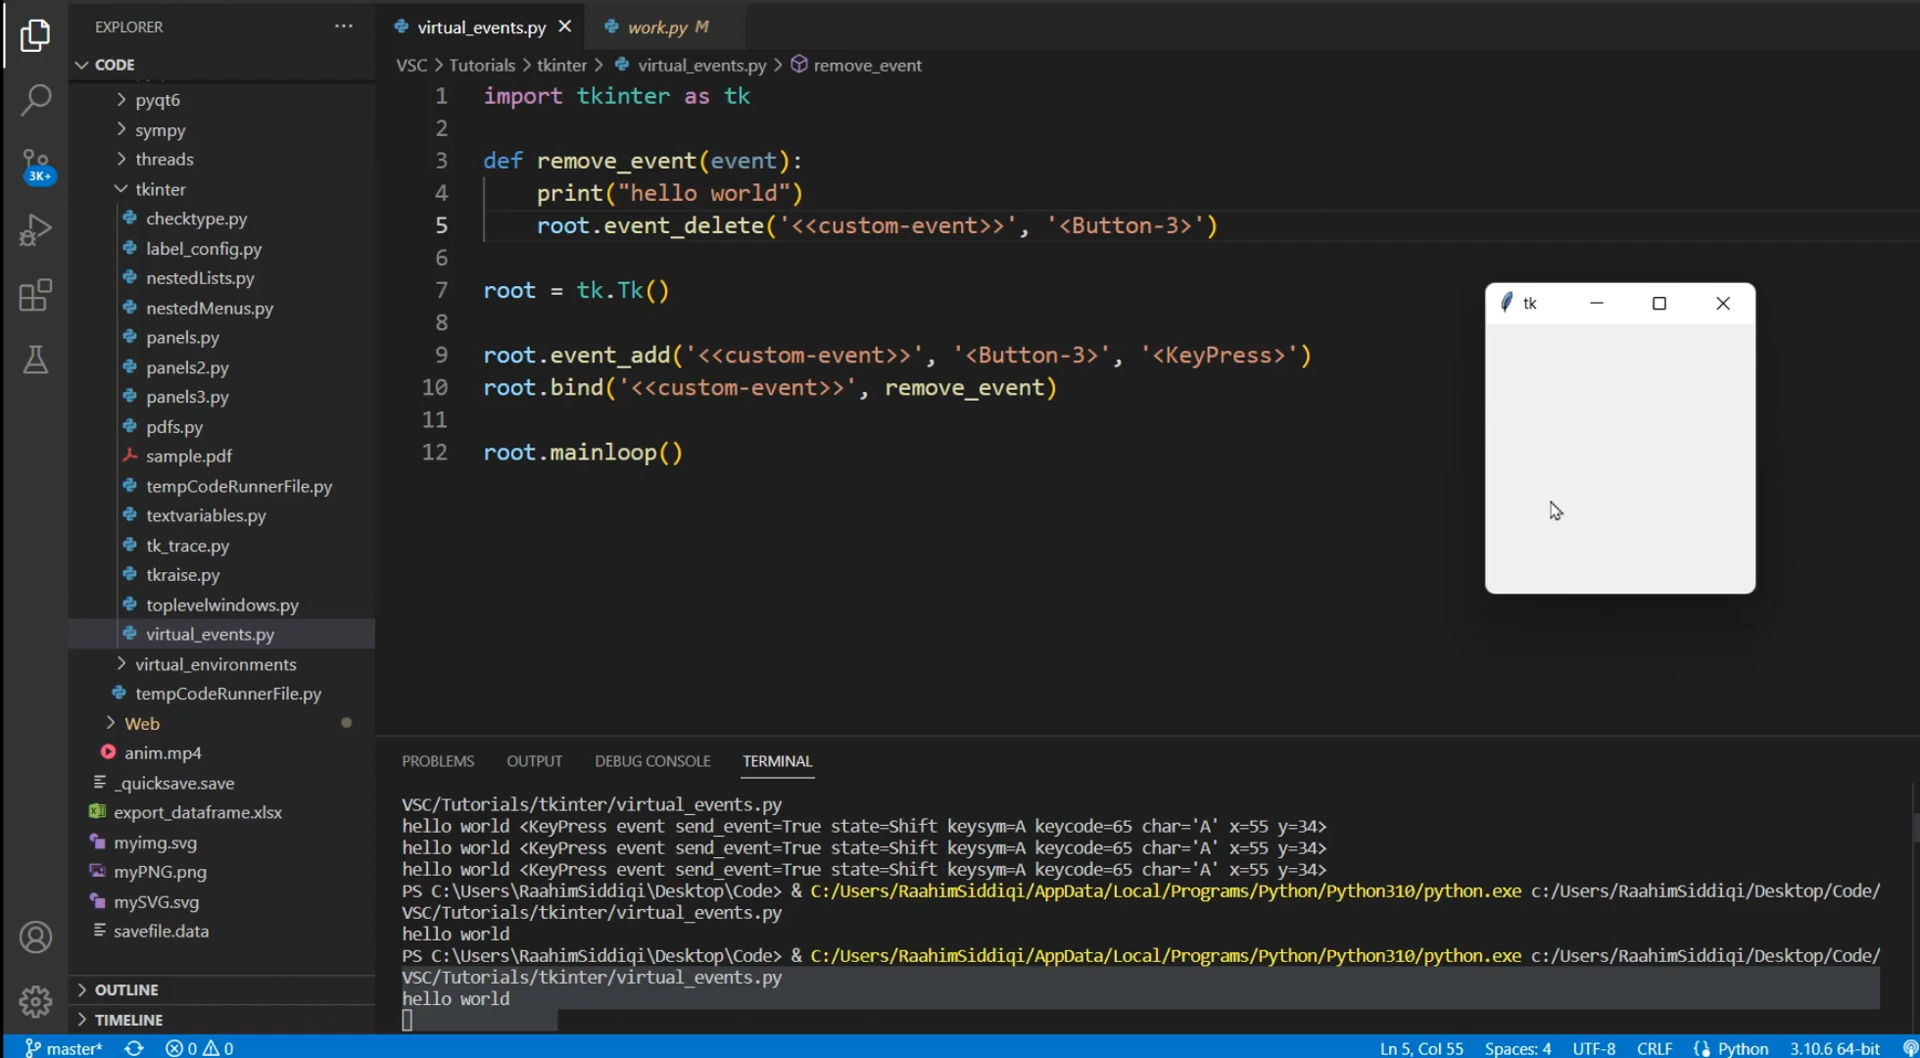 EXPLORER
CODE
pyqt6
sympy
threads
tkinter
checktype.py
label_config.py
nestedLists.py
nestedMenus.py
panels.py
panels2.py
panels3.py
pdfs.py
sample.pdf
tempCodeRunnerFile.py
textvariables.py
tk_trace.py
tkraise.py
toplevelwindows.py
virtual_events.py
virtual_environments
tempCodeRunnerFile.py
Web
anim.mp4
_quicksave.save
export_dataframe.xlsx
myimg.svg
myPNG.png
mySVG.svg
savefile.data
OUTLINE
TIMELINE
3K+
virtual_events.py
work.py M
VSC > Tutorials > tkinter > virtual_events.py > remove_event
1 import tkinter as tk
2
3 def remove_event(event):
4 print("hello world")
5 root.event_delete('<<custom-event>>', '<Button-3>')
6
7 root = tk.Tk()
8
9 root.event_add('<<custom-event>>', '<Button-3>', '<KeyPress>')
10 root.bind('<<custom-event>>', remove_event)
11
12 root.mainloop()
tk
PROBLEMS OUTPUT DEBUG CONSOLE TERMINAL
VSC/Tutorials/tkinter/virtual_events.py
hello world <KeyPress event send_event=True state=Shift keysym=A keycode=65 char='A' x=55 y=34>
hello world <KeyPress event send_event=True state=Shift keysym=A keycode=65 char='A' x=55 y=34>
hello world <KeyPress event send_event=True state=Shift keysym=A keycode=65 char='A' x=55 y=34>
PS C:\Users\RaahimSiddiqi\Desktop\Code> & C:/Users/RaahimSiddiqi/AppData/Local/Programs/Python/Python310/python.exe c:/Users/RaahimSiddiqi/Desktop/Code/
VSC/Tutorials/tkinter/virtual_events.py
hello world
PS C:\Users\RaahimSiddiqi\Desktop\Code> & C:/Users/RaahimSiddiqi/AppData/Local/Programs/Python/Python310/python.exe c:/Users/RaahimSiddiqi/Desktop/Code/
VSC/Tutorials/tkinter/virtual_events.py
hello world
master* 0 0 Ln 5, Col 55 Spaces: 4 UTF-8 CRLF Python 3.10.6 64-bit